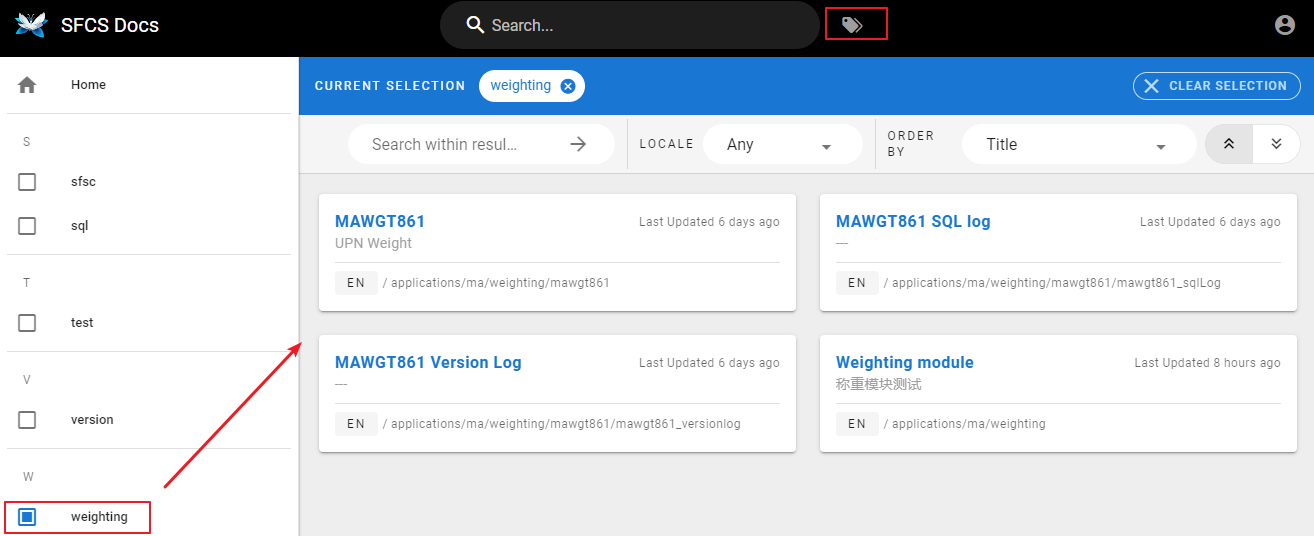 SFCS Docs
Search...
Home
S
sfsc
sql
T
test
V
version
W
weighting
CURRENT SELECTION
weighting
CLEAR SELECTION
Search within resul...
LOCALE
Any
ORDER
BY
Title
MAWGT861
Last Updated 6 days ago
UPN Weight
EN
/ applications/ma/weighting/mawgt861
MAWGT861 SQL log
Last Updated 6 days ago
---
EN
/ applications/ma/weighting/mawgt861/mawgt861_sqlLog
MAWGT861 Version Log
Last Updated 6 days ago
---
EN
/ applications/ma/weighting/mawgt861/mawgt861_versionlog
Weighting module
Last Updated 8 hours ago
称重模块测试
EN
/ applications/ma/weighting